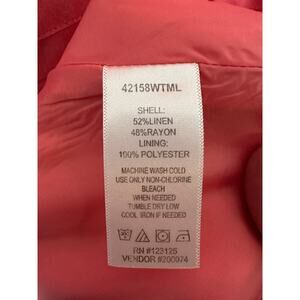 42158WTML
SHELL:
52%LINEN
48%RAYON
LINING:
100% POLYESTER
MACHINE WASH COLD
USE ONLY NON-CHLORINE
BLEACH
WHEN NEEDED
TUMBLE DRY LOW
COOL IRON IF NEEDED
RN #123125
VENDOR #200074